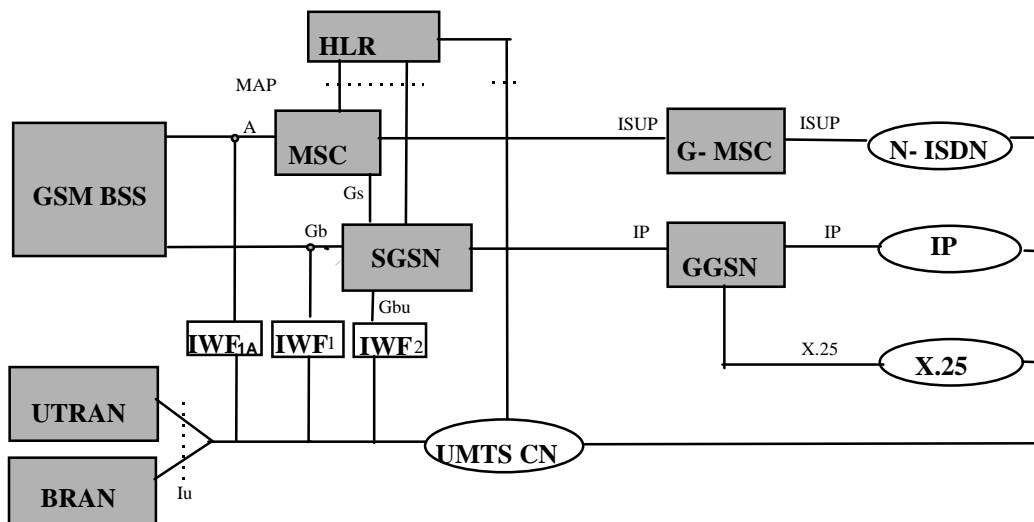 HLR
MAP
A
ISUP
ISUP
MSC
G- MSC
N- ISDN
GSM BSS
Gs
Gb
IP
IP
SGSN
GGSN
IP
Gbu
IWF1A
IWF1
IWF2
X.25
X.25
UTRAN
UMTS CN
BRAN
Iu